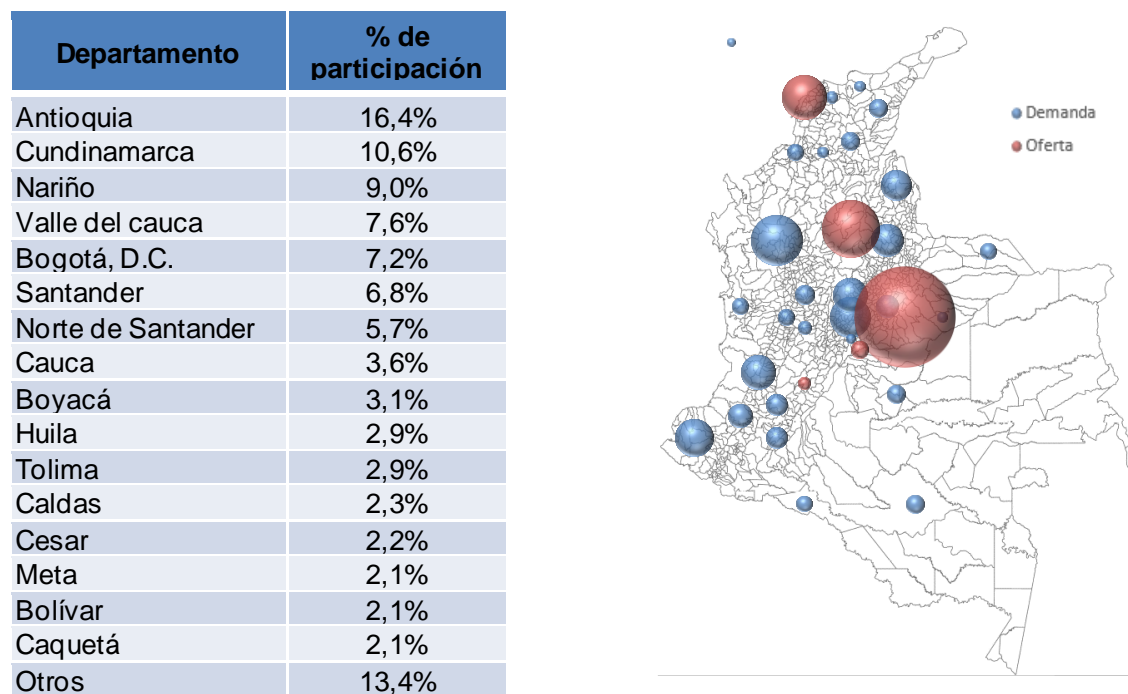 Departamento
% de
participación
Antioquia 16,4%
Cundinamarca 10,6%
Nariño 9,0%
Valle del cauca 7,6%
Bogotá, D.C. 7,2%
Santander 6,8%
Norte de Santander 5,7%
Cauca 3,6%
Boyacá 3,1%
Huila 2,9%
Tolima 2,9%
Caldas 2,3%
Cesar 2,2%
Meta 2,1%
Bolívar 2,1%
Caquetá 2,1%
Otros 13,4%
Demanda
Oferta